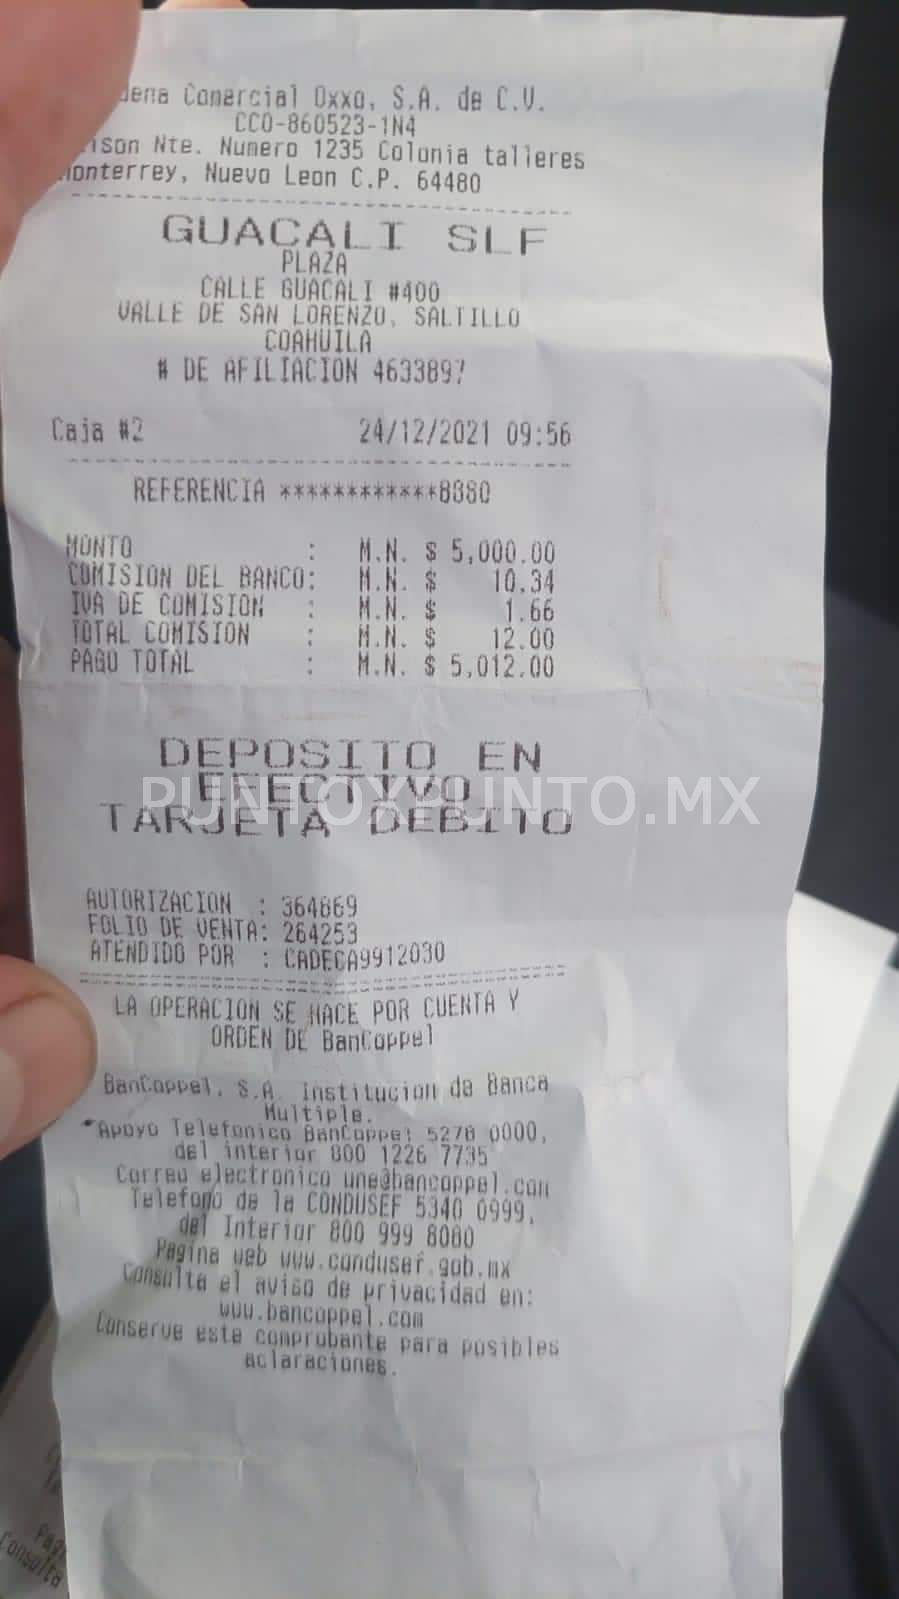 dena Comercial Oxxo, S.A. de C.V.
CCO-860523-1N4
ison Nte. Numero 1235 Colonia talleres
Monterrey, Nuevo Leon C.P. 64480
GUACALI SLF
PLAZA
CALLE GUACALI #400
VALLE DE SAN LORENZO, SALTILLO
COAHUILA
# DE AFILIACION 4633897
Caja #2 24/12/2021 09:56
REFERENCIA ************8380
MONTO : M.N. $ 5,000.00
COMISION DEL BANCO: M.N. $ 10.34
IVA DE COMISION : M.N. $ 1.66
TOTAL COMISION : M.N. $ 12.00
PAGO TOTAL : M.N. $ 5,012.00
DEPOSITO EN
EFECTIVO
PUNTOXPUNTO.MX
TARJETA DEBITO
AUTORIZACION : 364869
FOLIO DE VENTA: 264253
ATENDIDO POR : CADECA9912030
LA OPERACION SE HACE POR CUENTA Y
ORDEN DE BanCoppel
BanCoppel, S.A. Institucion de Banca
Multiple.
*Apoyo Telefonico BanCoppel 5278 0000,
del interior 800 1226 7735
Correo electronico une@bancoppel.com
Telefono de la CONDUSEF 5340 0999,
del Interior 800 999 8080
Pagina web www.condusef.gob.mx
Consulta el aviso de privacidad en:
www.bancoppel.com
Conserve este comprobante para posibles
aclaraciones.
Consulta